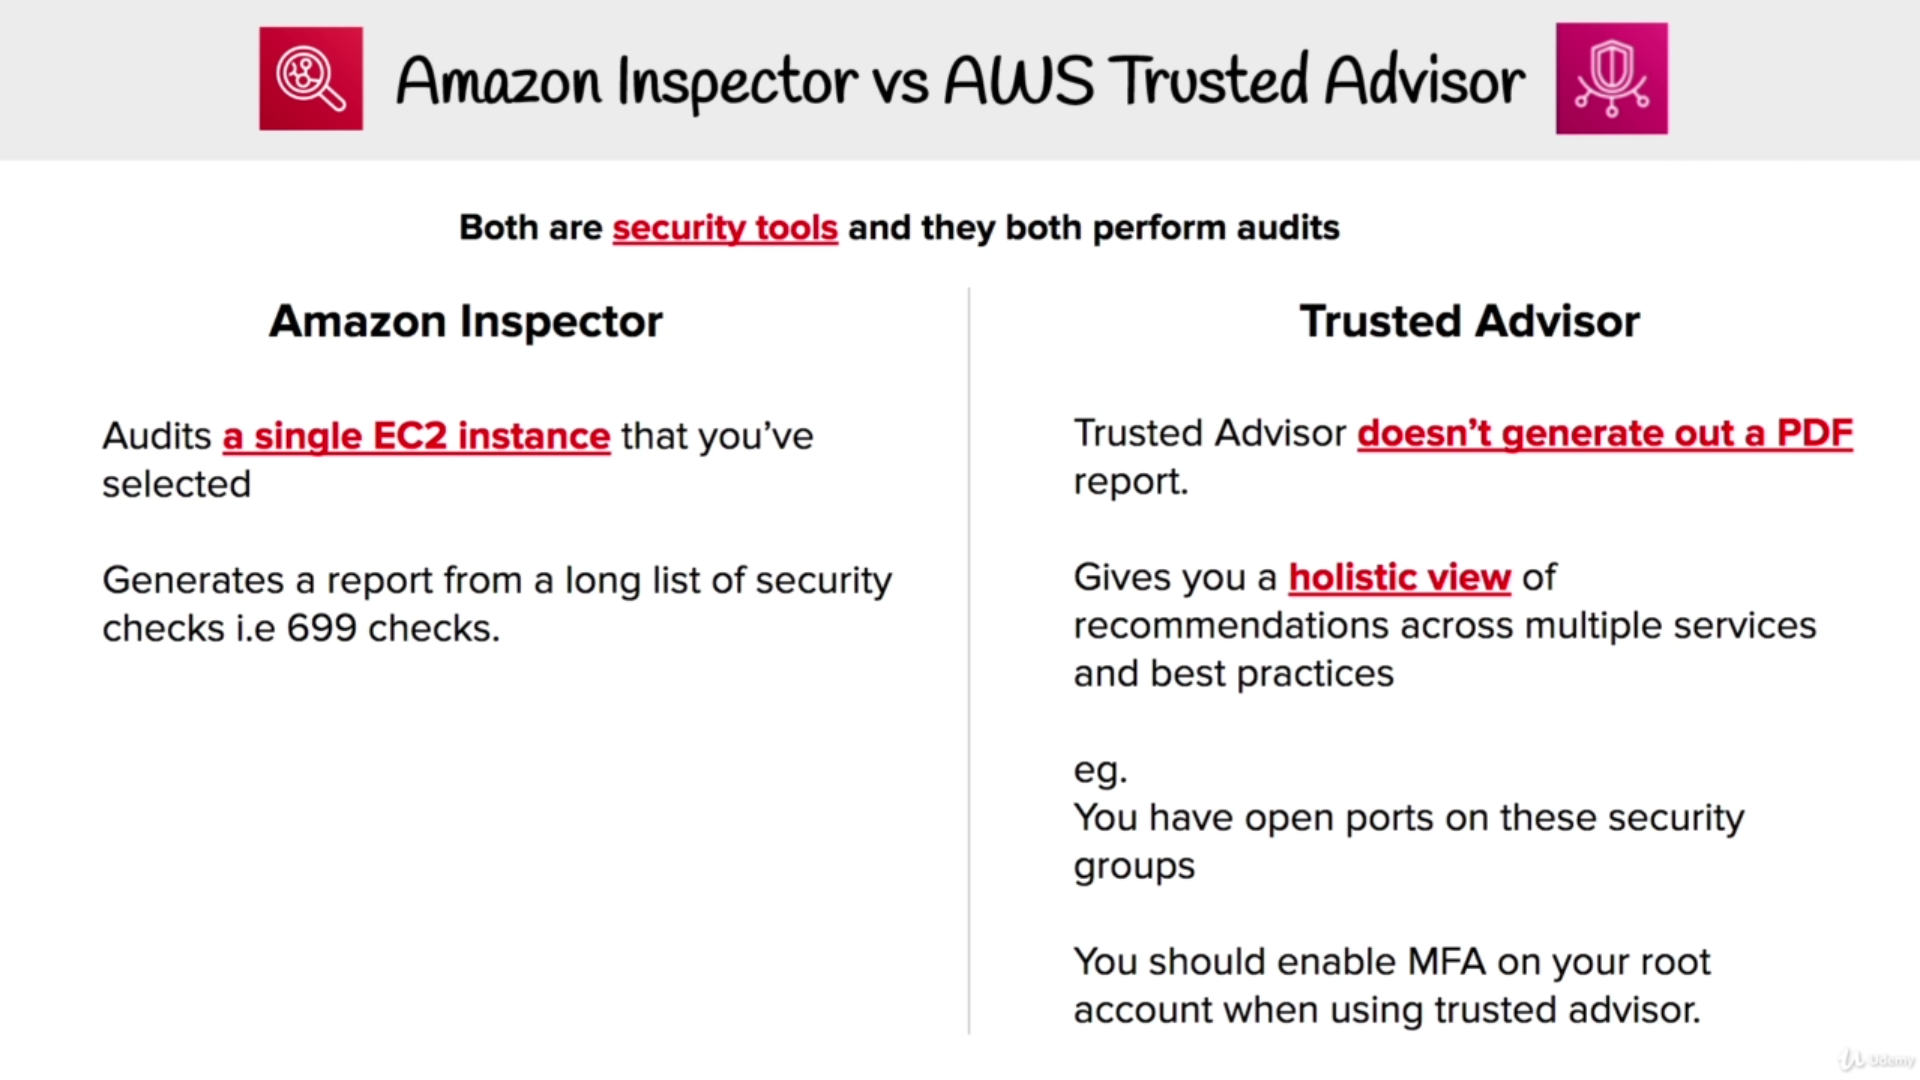 Amazon Inspector vs AWS Trusted Advisor
Both are security tools and they both perform audits
Amazon Inspector
Audits a single EC2 instance that you've
selected
Generates a report from a long list of security
checks i.e 699 checks.
Trusted Advisor
Trusted Advisor doesn't generate out a PDF
report.
Gives you a holistic view of
recommendations across multiple services
and best practices
eg.
You have open ports on these security
groups
You should enable MFA on your root
account when using trusted advisor.
Udemy